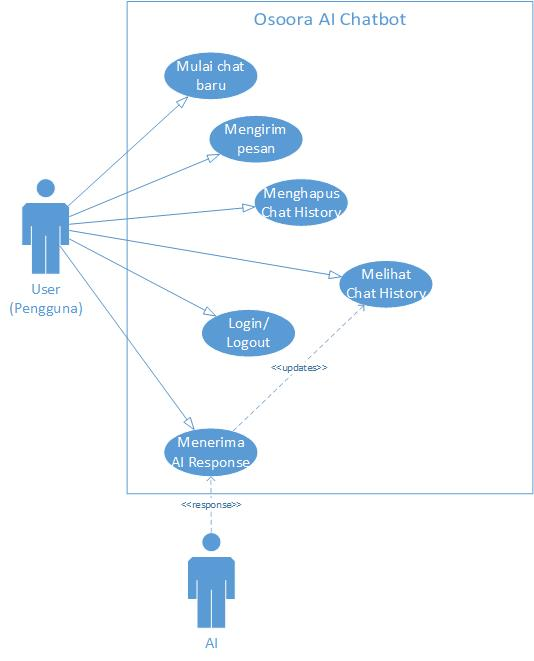 Osoora AI Chatbot
Mulai chat
baru
Mengirim
pesan
Menghapus
Chat History
Melihat
Chat History
User
(Pengguna)
Login/
Logout
<<updates>>
Menerima
AI Response
<<response>>
AI